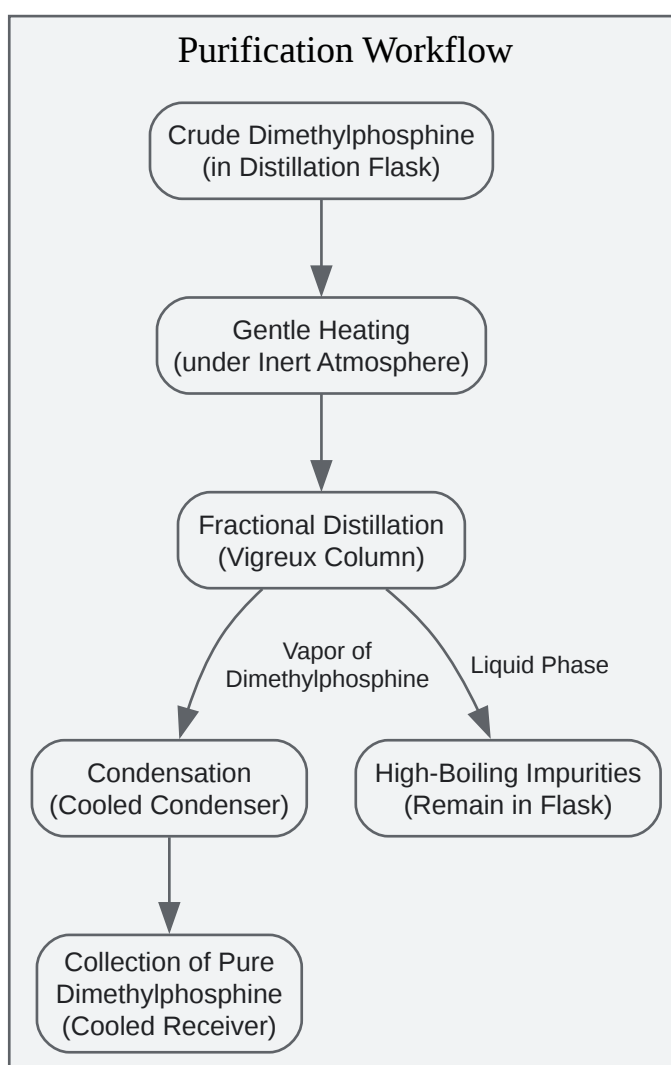 Purification Workflow
Crude Dimethylphosphine
(in Distillation Flask)
Gentle Heating
(under Inert Atmosphere)
Fractional Distillation
(Vigreux Column)
Vapor of
Dimethylphosphine
Liquid Phase
Condensation
(Cooled Condenser)
High-Boiling Impurities
(Remain in Flask)
Collection of Pure
Dimethylphosphine
(Cooled Receiver)